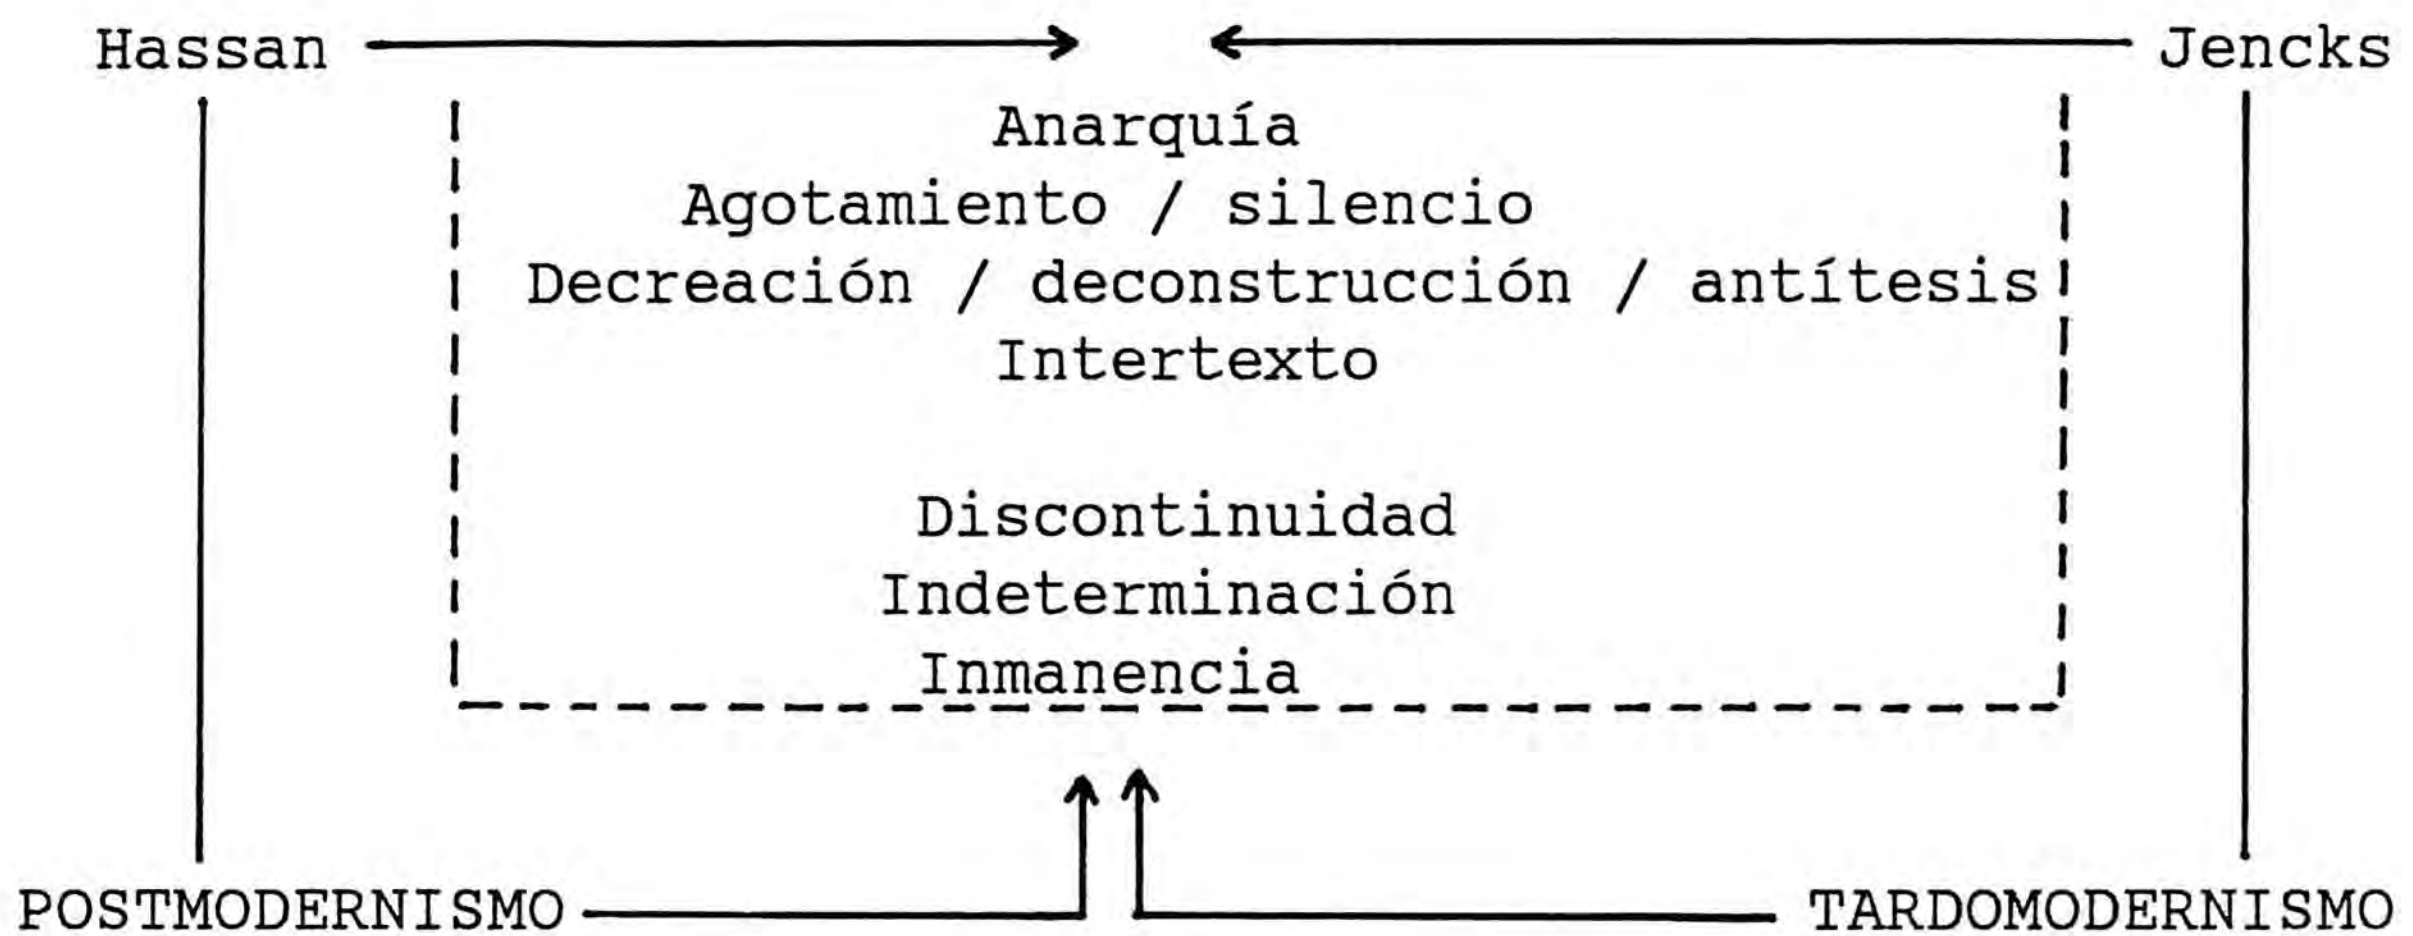 Hassan Jencks
Anarquía
Agotamiento / silencio
Decreación / deconstrucción / antítesis
Intertexto
Discontinuidad
Indeterminación
Inmanencia
POSTMODERNISMO TARDOMODERNISMO